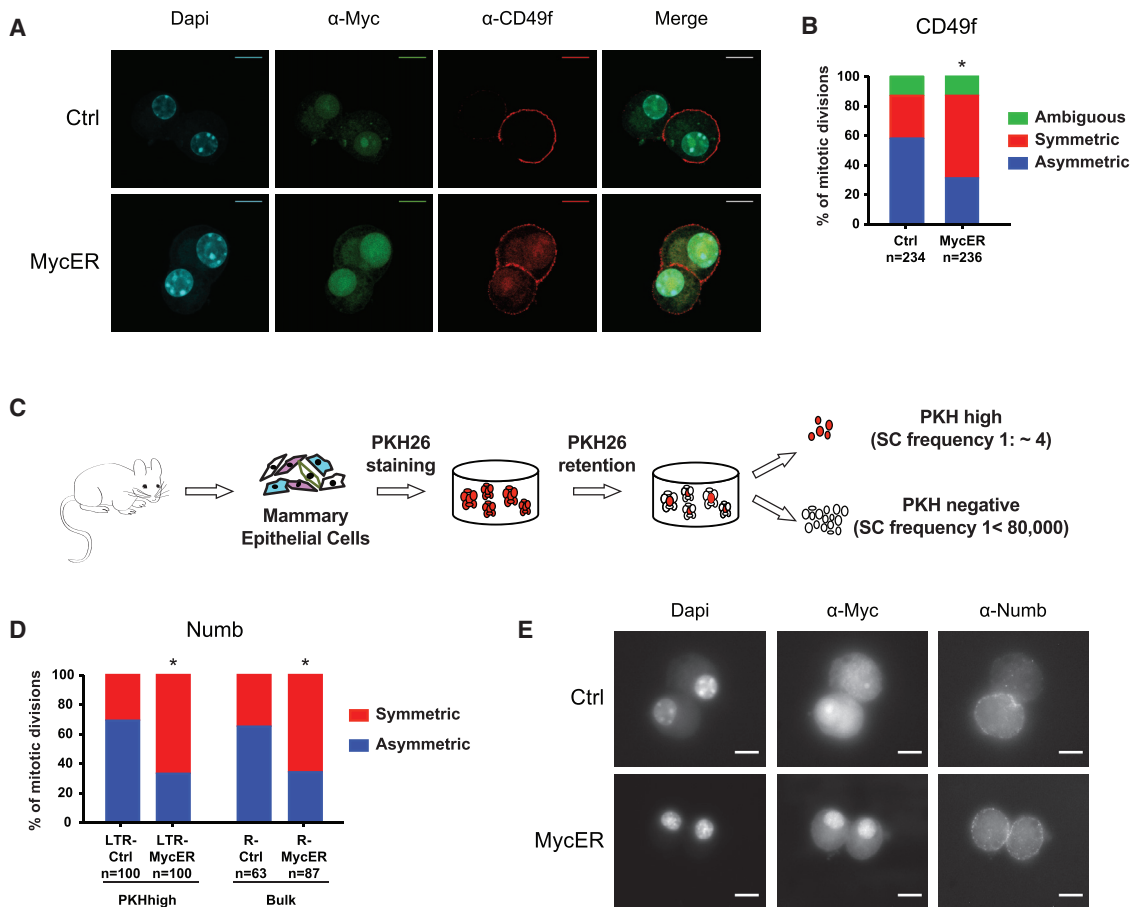 A
Dapi
α-Myc
α-CD49f
Merge
Ctrl
MycER
B
CD49f
% of mitotic divisions
100
80
60
40
20
0
Ctrl
n=234
MycER
n=236
*
Ambiguous
Symmetric
Asymmetric
C
Mammary
Epithelial Cells
PKH26
staining
PKH26
retention
PKH high
(SC frequency 1: ~ 4)
PKH negative
(SC frequency 1< 80,000)
D
Numb
% of mitotic divisions
100
80
60
40
20
0
*
*
LTR-
Ctrl
n=100
LTR-
MycER
n=100
R-
Ctrl
n=63
R-
MycER
n=87
PKHhigh
Bulk
Symmetric
Asymmetric
E
Dapi
α-Myc
α-Numb
Ctrl
MycER